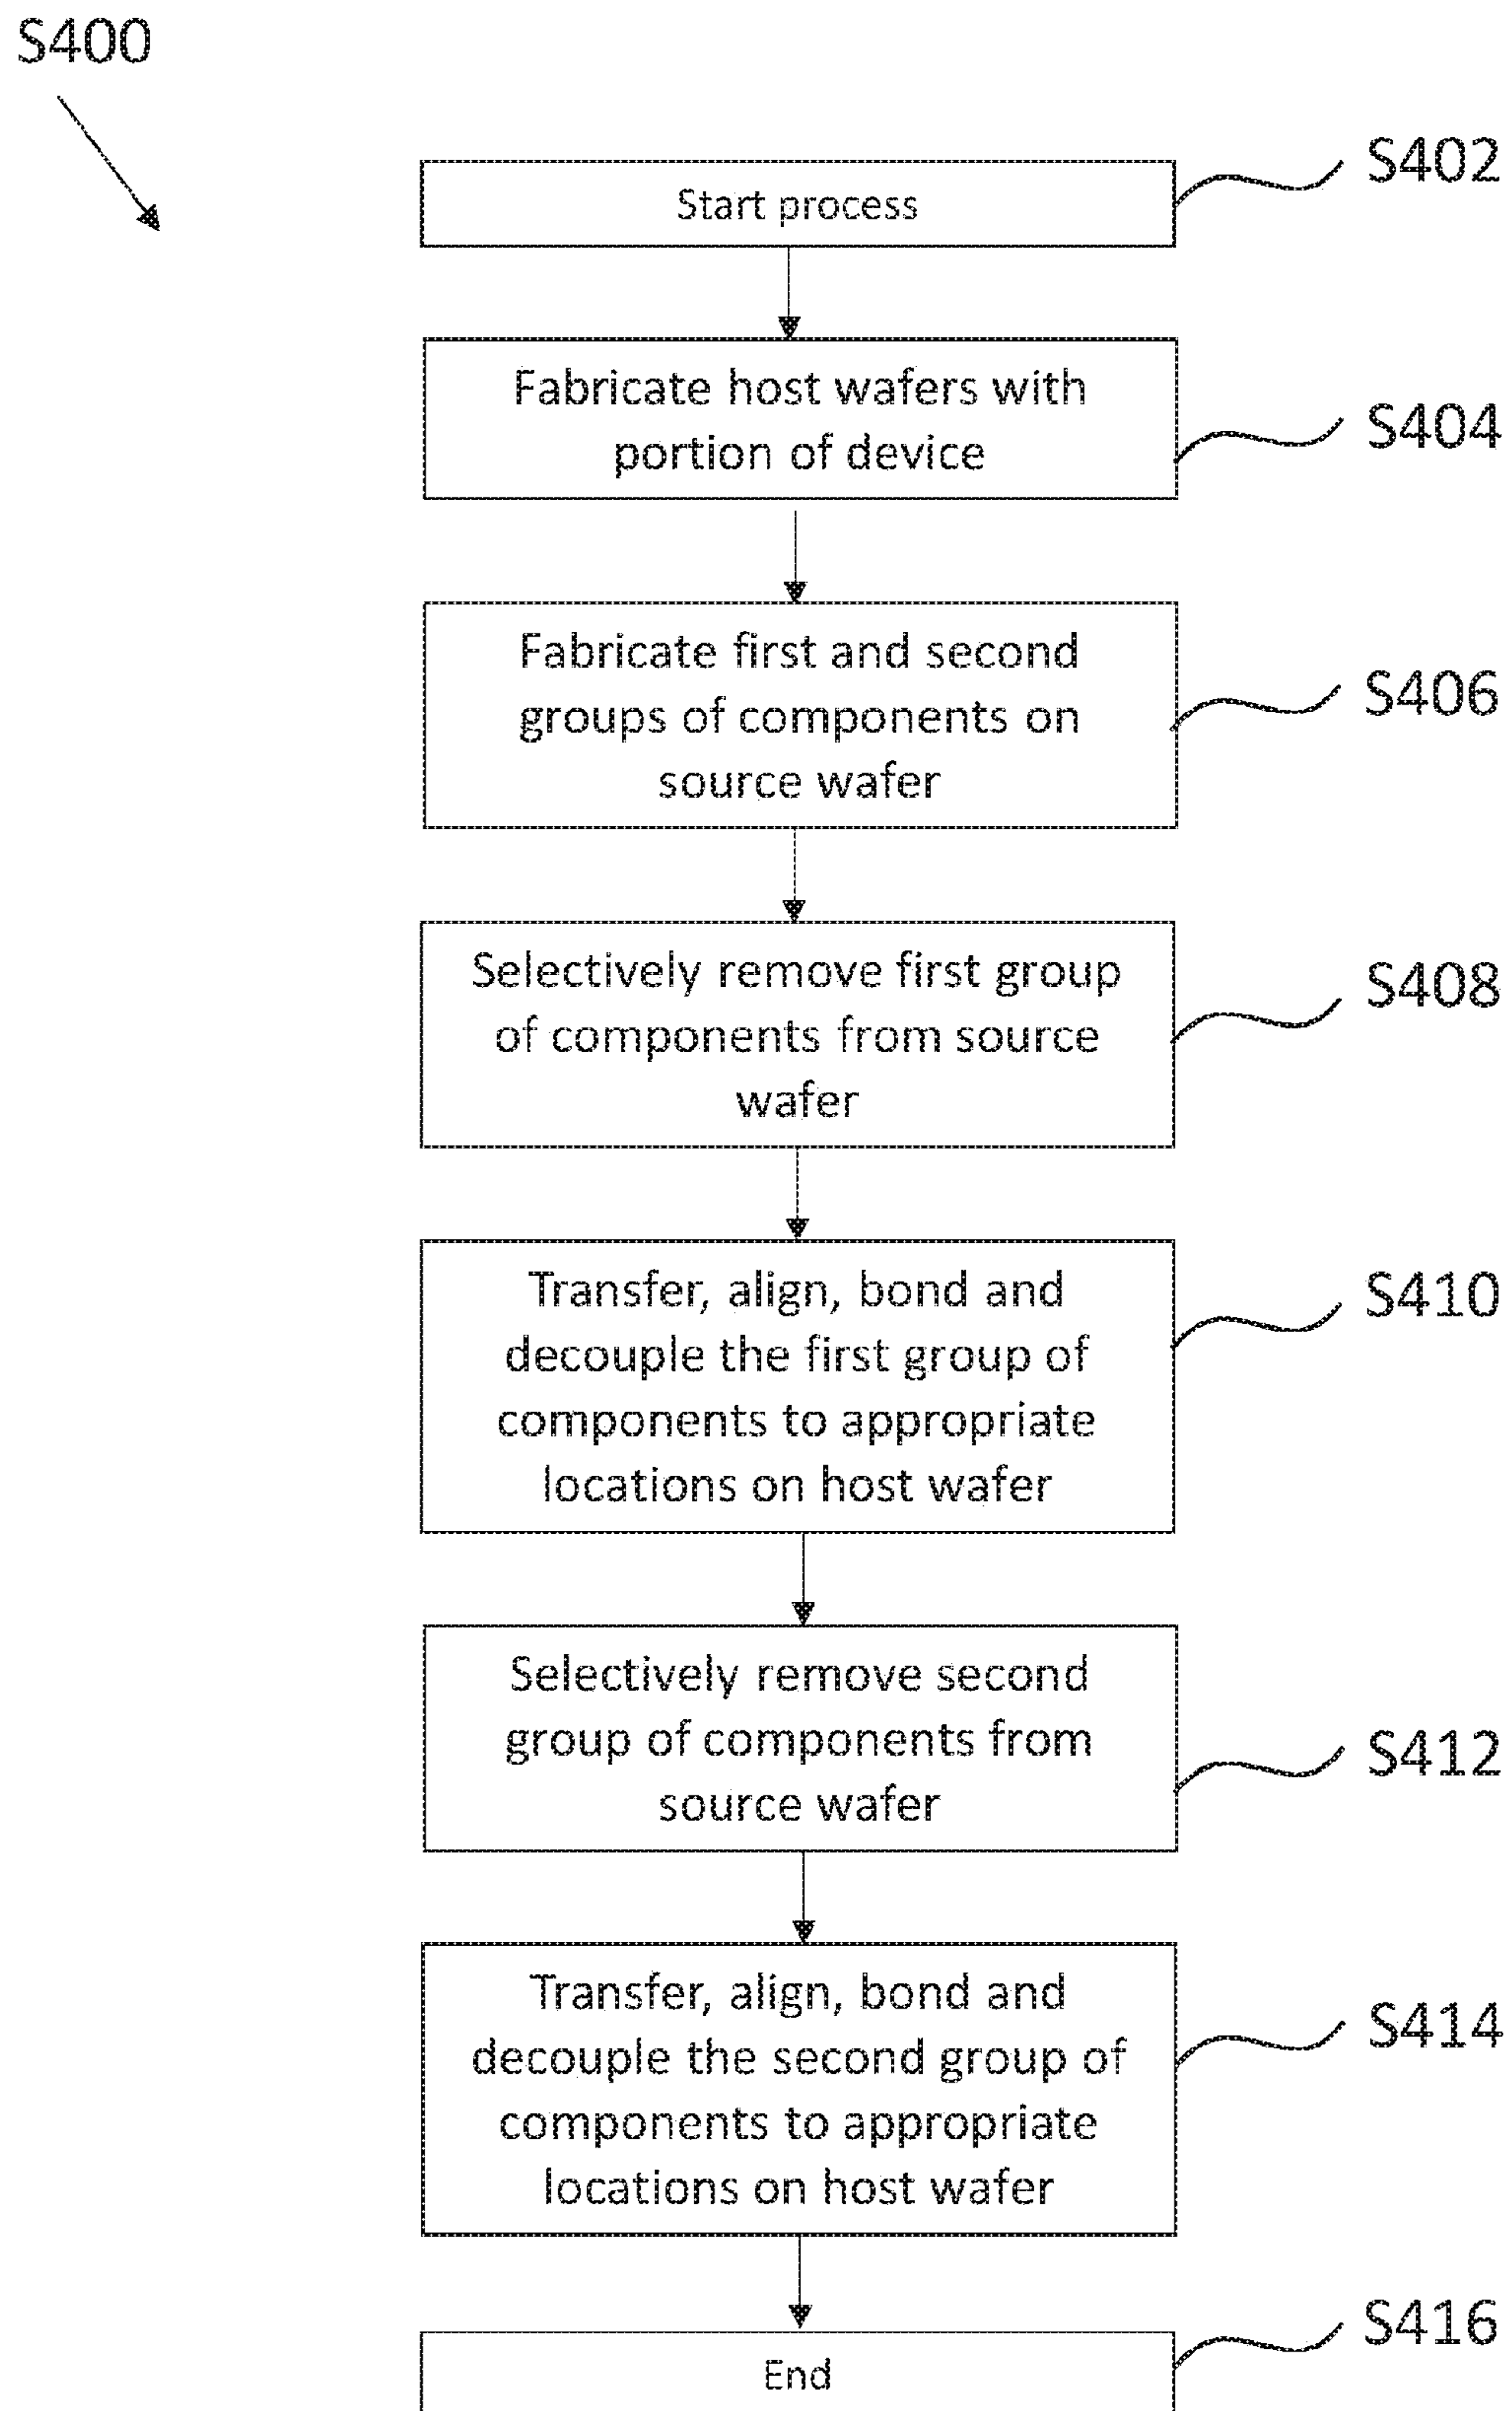 S400
Start process
S402
Fabricate host wafers with
portion of device
S404
Fabricate first and second
groups of components on
source wafer
S406
Selectively remove first group
of components from source
wafer
S408
Transfer, align, bond and
decouple the first group of
components to appropriate
locations on host wafer
S410
Selectively remove second
group of components from
source wafer
S412
Transfer, align, bond and
decouple the second group of
components to appropriate
locations on host wafer
S414
End
S416